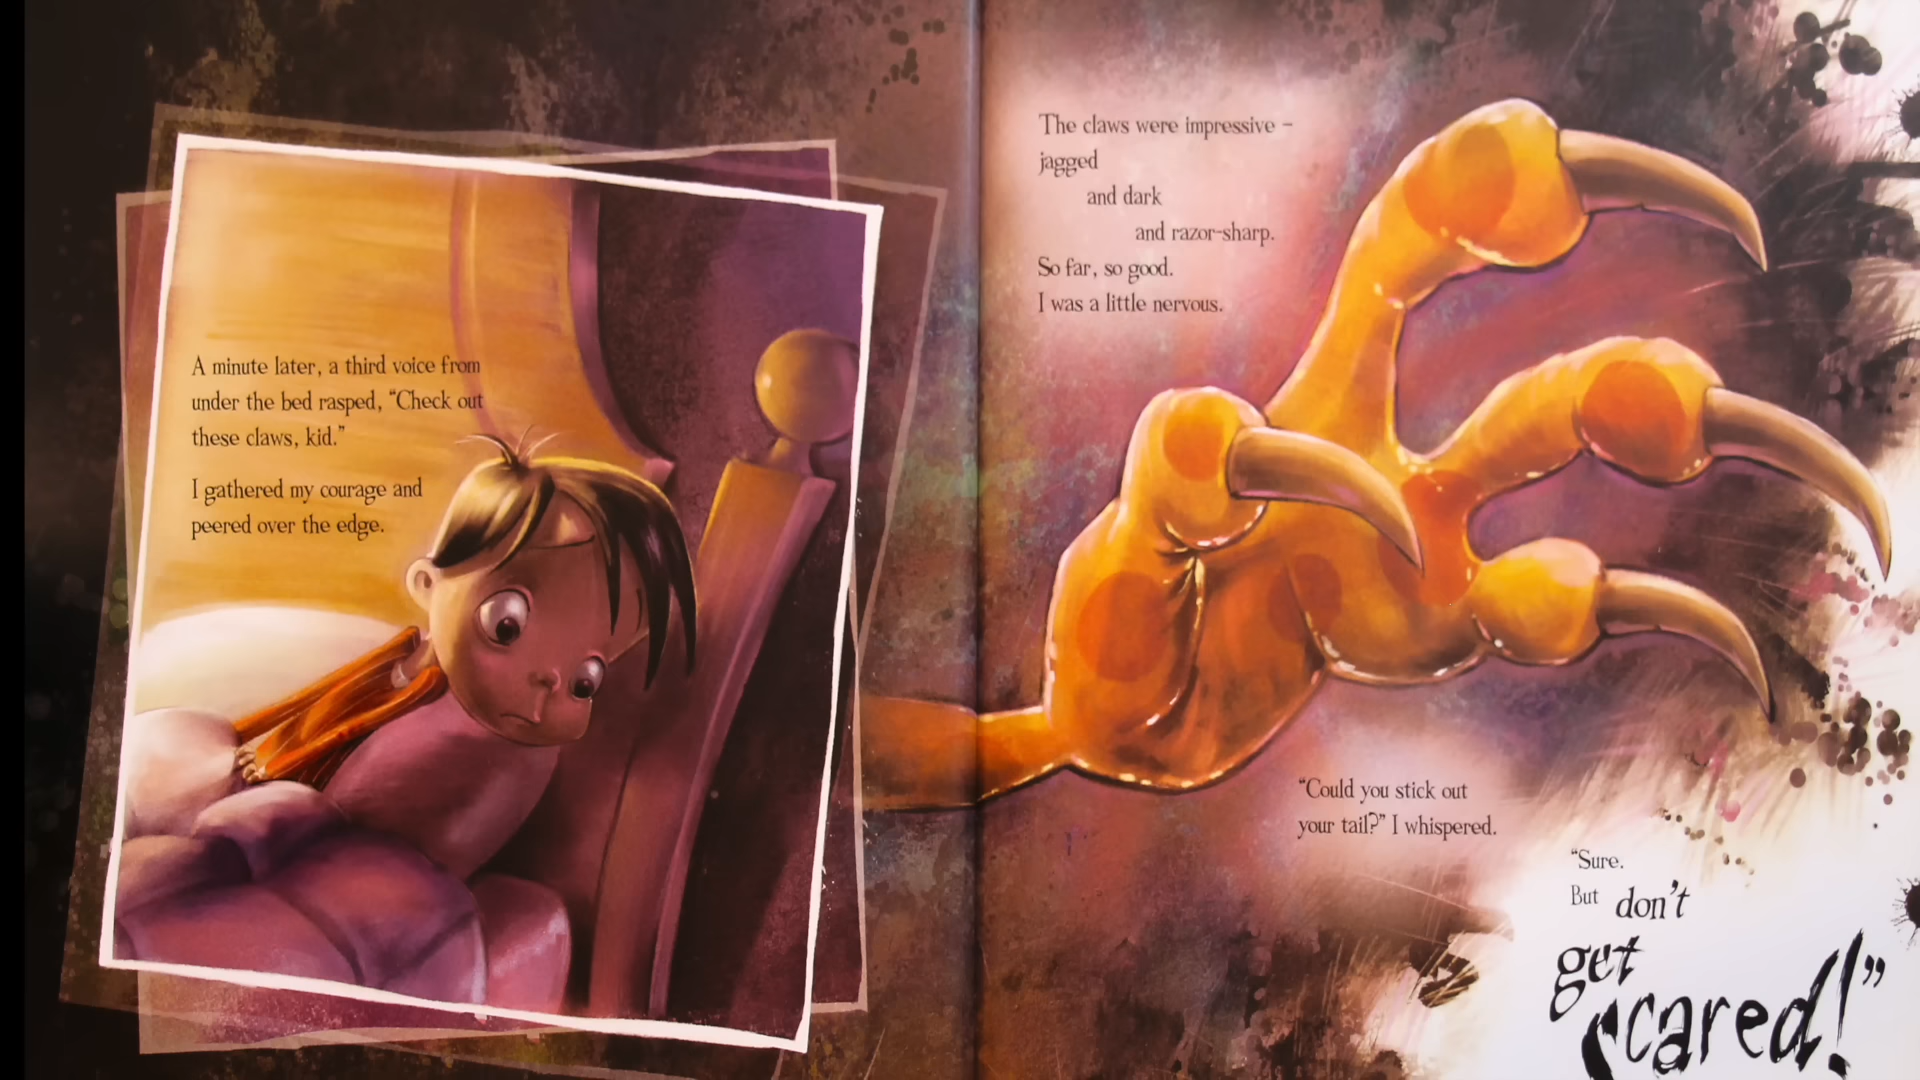 A minute later, a third voice from
under the bed rasped, “Check out
these claws, kid.”
I gathered my courage and
peered over the edge.
The claws were impressive –
jagged
and dark
and razor-sharp.
So far, so good.
I was a little nervous.
“Could you stick out
your tail?” I whispered.
“Sure.
But don’t
get
scared!”